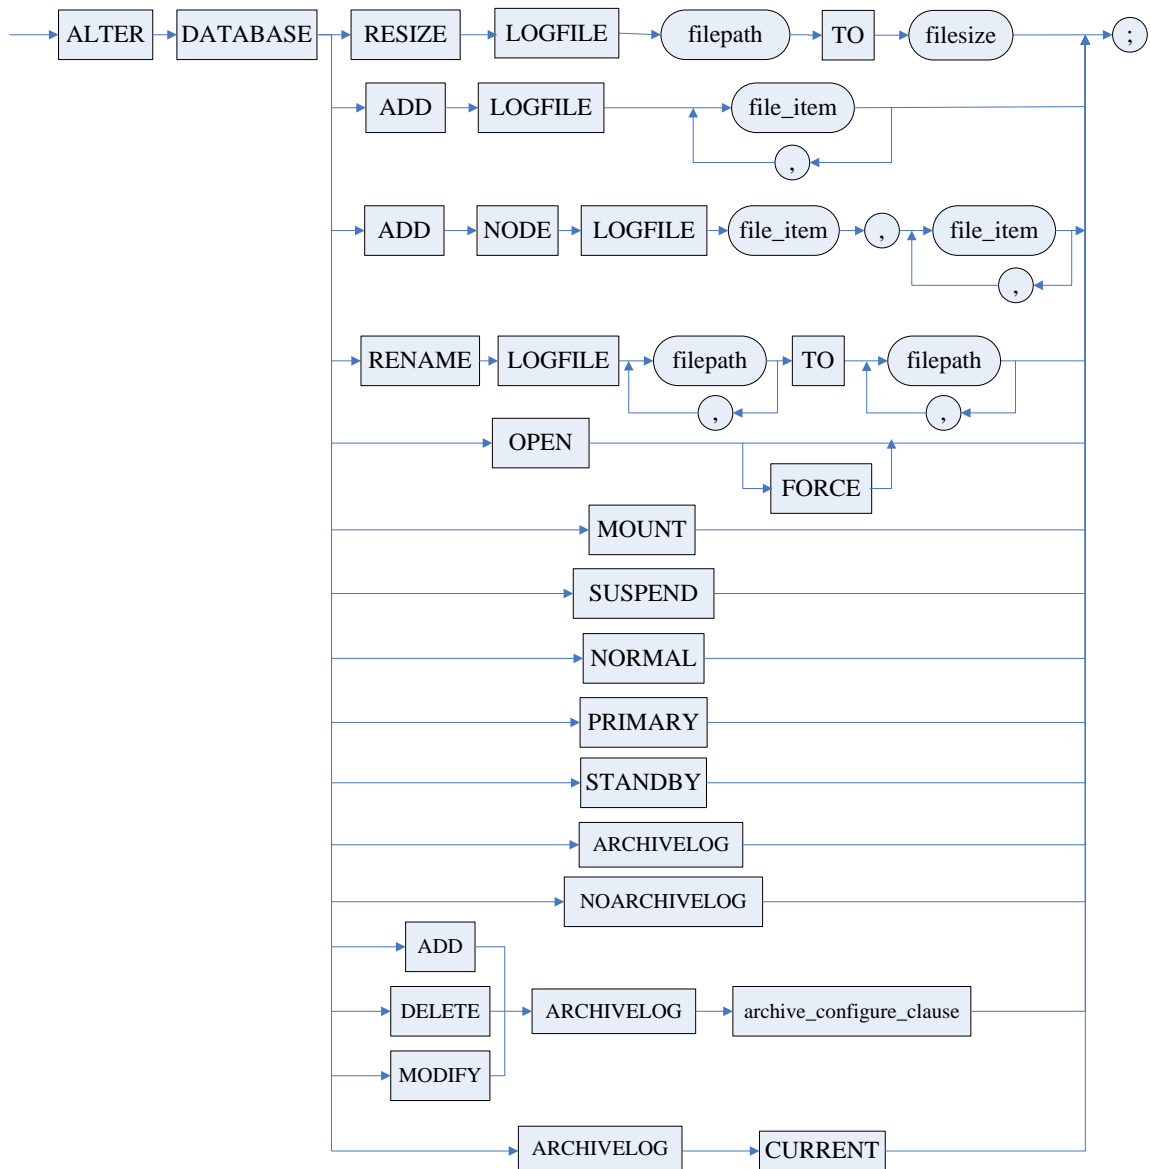 ALTER DATABASE RESIZE LOGFILE filepath TO filesize ;
ADD LOGFILE file_item
,
ADD NODE LOGFILE file_item , file_item
,
RENAME LOGFILE filepath TO filepath
, ,
OPEN
FORCE
MOUNT
SUSPEND
NORMAL
PRIMARY
STANDBY
ARCHIVELOG
NOARCHIVELOG
ADD
DELETE ARCHIVELOG archive_configure_clause
MODIFY
ARCHIVELOG CURRENT